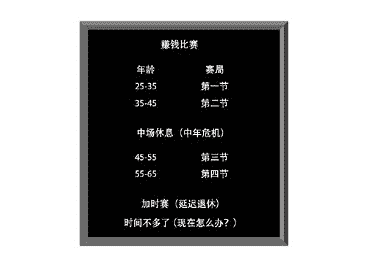 赚钱比赛
年龄 赛局
25-35 第一节
35-45 第二节
中场休息（中年危机）
45-55 第三节
55-65 第四节
加时赛（延迟退休）
时间不多了（现在怎么办？）